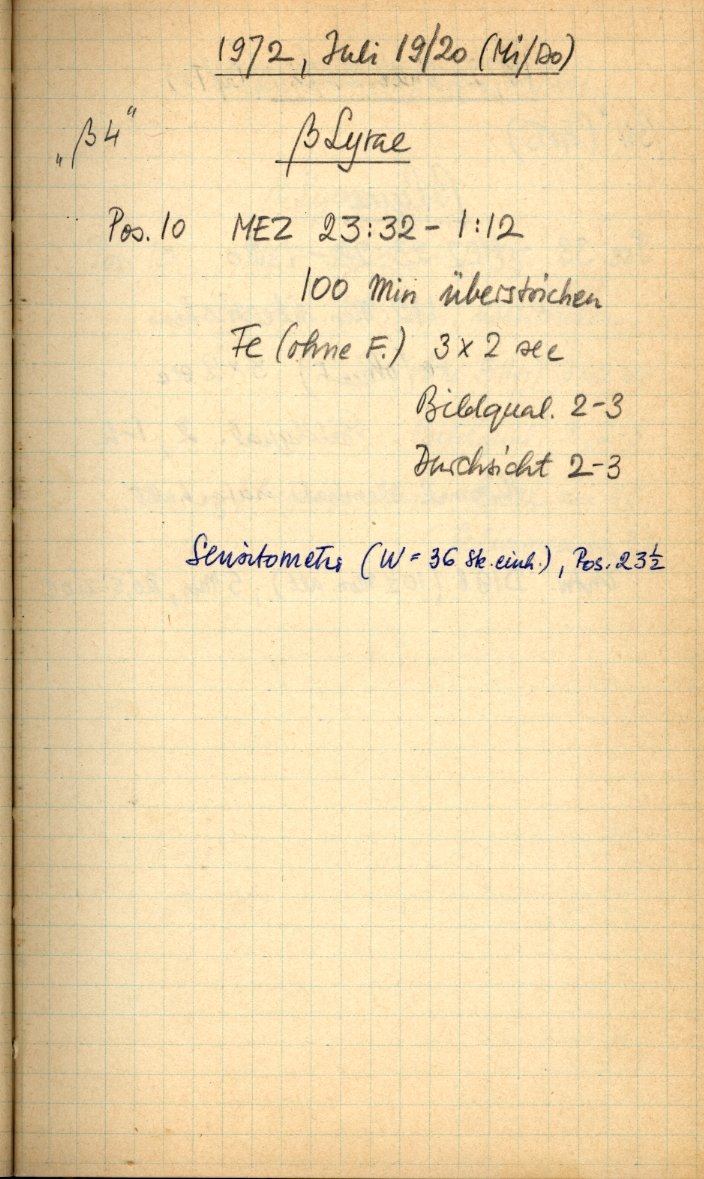 1972, Juli 19/20 (Mi/Do)
„β4“ β Lyrae
Pos. 10 MEZ 23:32 - 1:12
100 Min überstrichen
Fe (ohne F.) 3 x 2 sec
Bildqual. 2-3
Durchsicht 2-3
Sensitometer (W = 36 Sk.einh.), Pos. 23½